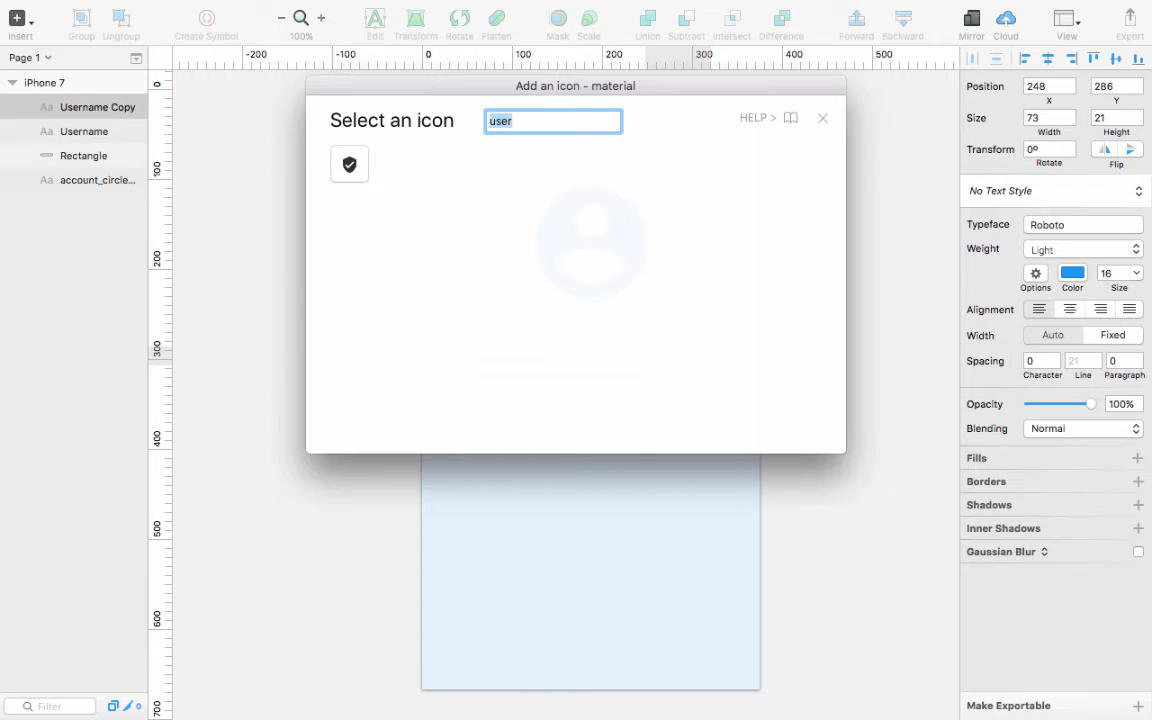 Insert
Group
Ungroup
Create Symbol
100%
Edit
Transform
Rotate
Flatten
Mask
Scale
Union
Subtract
Intersect
Difference
Forward
Backward
Mirror
Cloud
View
Export
Page 1
-200
-100
0
100
200
300
400
500
iPhone 7
Aa Username Copy
Aa Username
Rectangle
Aa account_circle...
0
100
200
300
400
500
600
700
Add an icon - material
Select an icon
user
HELP >
Position
248
286
X
Y
Size
73
21
Width
Height
Transform
0º
Rotate
Flip
No Text Style
Typeface
Roboto
Weight
Light
16
Options
Color
Size
Alignment
Width
Auto
Fixed
Spacing
0
21
0
Character
Line
Paragraph
Opacity
100%
Blending
Normal
Fills
Borders
Shadows
Inner Shadows
Gaussian Blur
Make Exportable
Filter
0